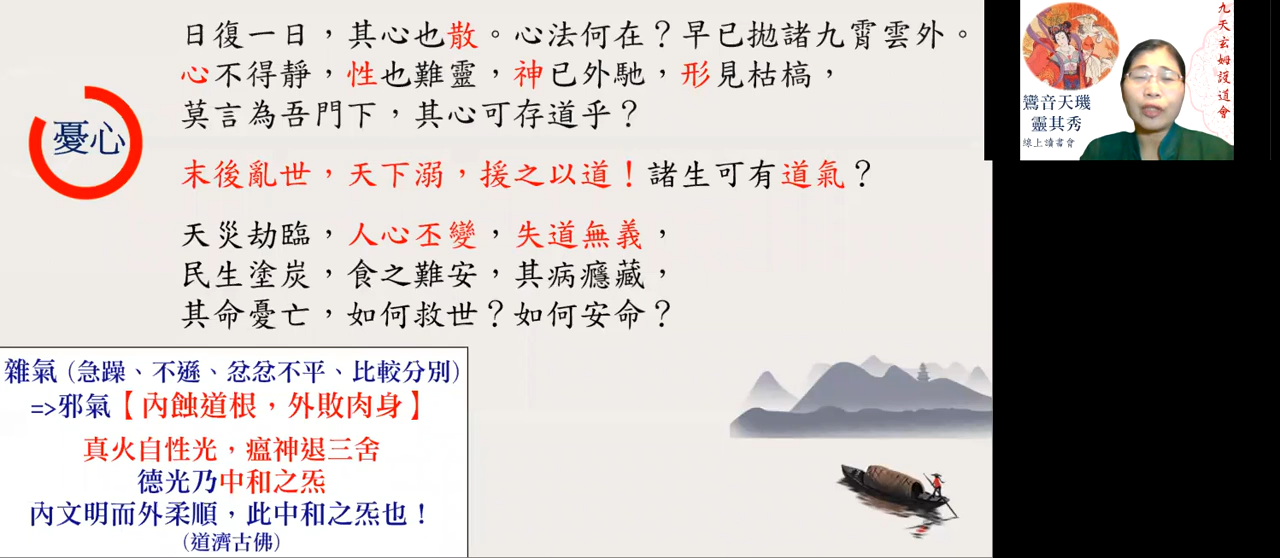 日復一日，其心也散。心法何在？早已拋諸九霄雲外。
心不得靜，性也難靈，神已外馳，形見枯槁，
莫言為吾門下，其心可存道乎？
憂心
末後亂世，天下溺，援之以道！諸生可有道氣？
天災劫臨，人心丕變，失道無義，
民生塗炭，食之難安，其病癮藏，
其命憂亡，如何救世？如何安命？
雜氣（急躁、不遜、忿忿不平、比較分別）
=>邪氣【內蝕道根，外敗肉身】
真火自性光，瘟神退三舍
德光乃中和之炁
內文明而外柔順，此中和之炁也！
（道濟古佛）
九天玄姆設道會
鸞音天璣
靈其秀
線上讀書會